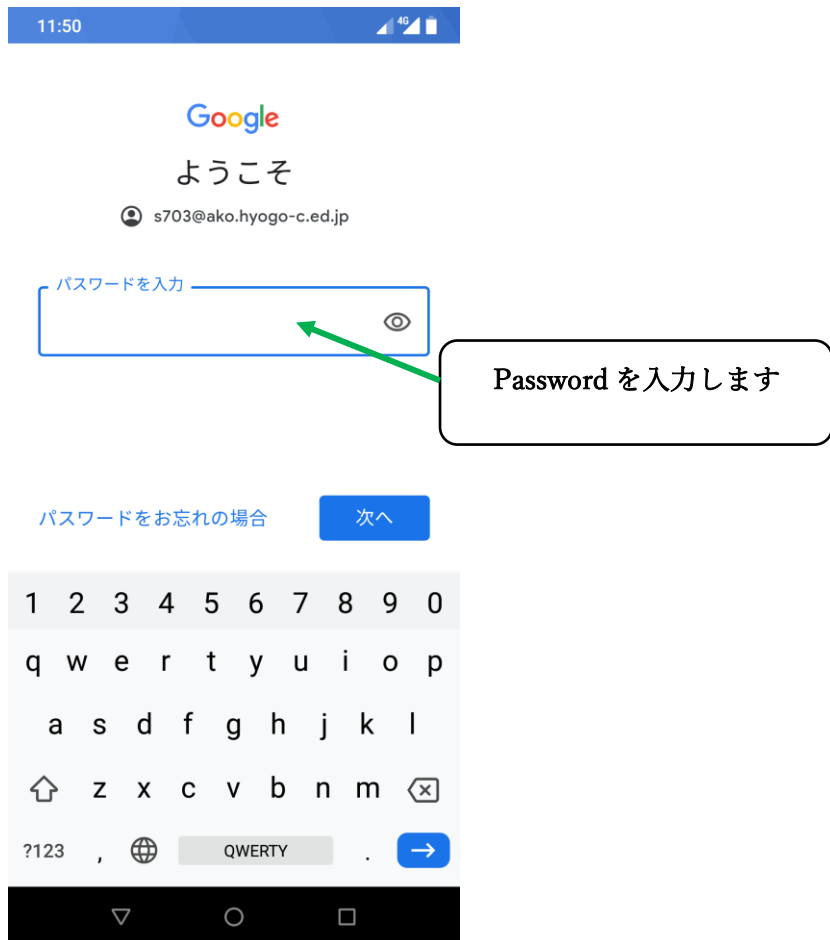 11:50 4G
Google
ようこそ
s703@ako.hyogo-c.ed.jp
パスワードを入力
Password を入力します
パスワードをお忘れの場合 次へ
1 2 3 4 5 6 7 8 9 0
q w e r t y u i o p
a s d f g h j k l
z x c v b n m
?123 , QWERTY .